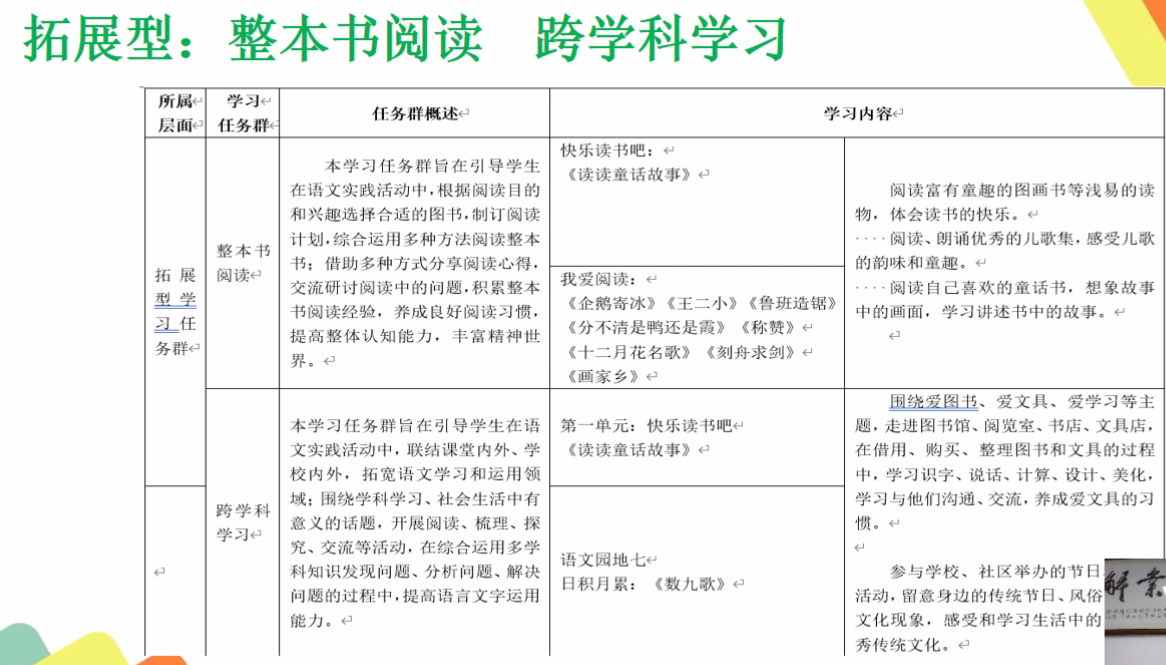 拓展型：整本书阅读 跨学科学习
所属
层面
学习
任务群
任务群概述
学习内容
拓展
型学
习任
务群
整本书
阅读
本学习任务群旨在引导学生
在语文实践活动中，根据阅读目的
和兴趣选择合适的图书，制订阅读
计划，综合运用多种方法阅读整本
书；借助多种方式分享阅读心得，
交流研讨阅读中的问题，积累整本
书阅读经验，养成良好阅读习惯，
提高整体认知能力，丰富精神世
界。
快乐读书吧：
《读读童话故事》
我爱阅读：
《企鹅寄冰》《王二小》《鲁班造锯》
《分不清是鸭还是霞》《称赞》
《十二月花名歌》《刻舟求剑》
《画家乡》
阅读富有童趣的图画书等浅易的读
物，体会读书的快乐。
····阅读、朗诵优秀的儿歌集，感受儿歌
的韵味和童趣。
····阅读自己喜欢的童话书，想象故事
中的画面，学习讲述书中的故事。
跨学科
学习
本学习任务群旨在引导学生在语
文实践活动中，联结课堂内外、学
校内外，拓宽语文学习和运用领
域；围绕学科学习、社会生活中有
意义的话题，开展阅读、梳理、探
究、交流等活动，在综合运用多学
科知识发现问题、分析问题、解决
问题的过程中，提高语言文字运用
能力。
第一单元：快乐读书吧
《读读童话故事》
语文园地七
日积月累：《数九歌》
围绕爱图书、爱文具、爱学习等主
题，走进图书馆、阅览室、书店、文具店，
在借用、购买、整理图书和文具的过程
中，学习识字、说话、计算、设计、美化，
学习与他们沟通、交流，养成爱文具的习
惯。
参与学校、社区举办的节日
活动，留意身边的传统节日、风俗
文化现象，感受和学习生活中的
秀传统文化。